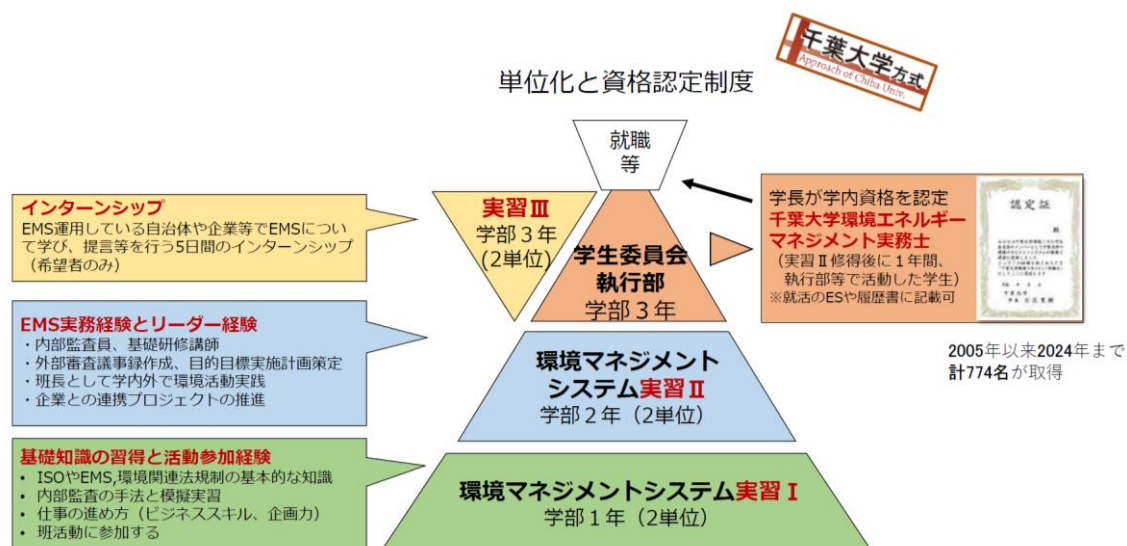 千葉大学方式
Approach of Chiba Univ.
単位化と資格認定制度
就職
等
インターンシップ
EMS運用している自治体や企業等でEMSについ
て学び、提言等を行う5日間のインターンシップ
（希望者のみ）
実習Ⅲ
学部３年
(2単位)
学生委員会
執行部
学部３年
学長が学内資格を認定
千葉大学環境エネルギー
マネジメント実務士
（実習Ⅱ修得後に１年間、
執行部等で活動した学生）
※就活のESや履歴書に記載可
認定証
2005年以来2024年まで
計774名が取得
EMS実務経験とリーダー経験
・内部監査員、基礎研修講師
・外部審査議事録作成、目的目標実施計画策定
・班長として学内外で環境活動実践
・企業との連携プロジェクトの推進
環境マネジメント
システム実習Ⅱ
学部２年（2単位）
基礎知識の習得と活動参加経験
• ISOやEMS,環境関連法規制の基本的な知識
• 内部監査の手法と模擬実習
• 仕事の進め方（ビジネススキル、企画力）
• 班活動に参加する
環境マネジメントシステム実習Ⅰ
学部１年（2単位）